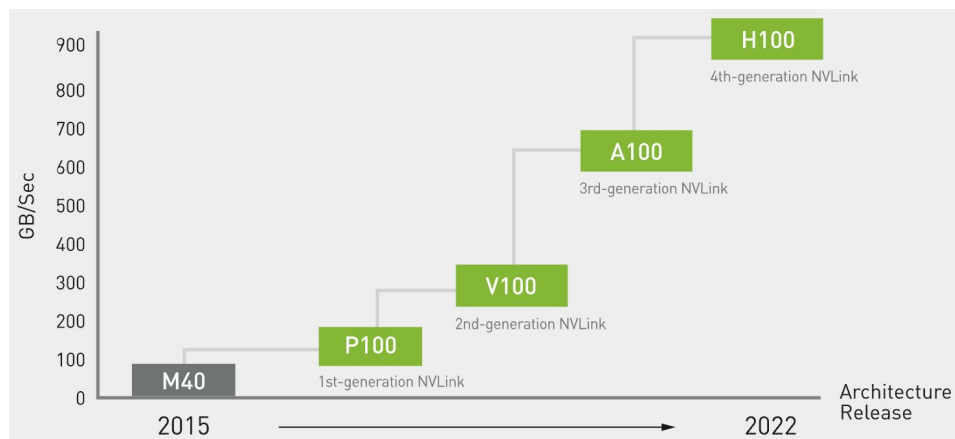 GB/Sec
900
800
700
600
500
400
300
200
100
0
M40
P100
1st-generation NVLink
V100
2nd-generation NVLink
A100
3rd-generation NVLink
H100
4th-generation NVLink
2015
2022
Architecture
Release